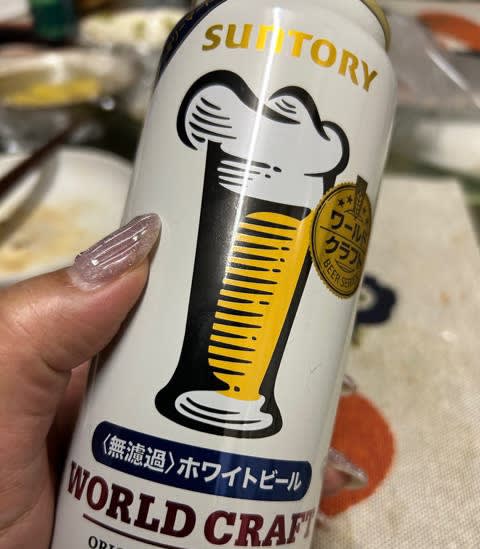 SUNTORY
ワールド
クラフト
BEER SERIES
〈無濾過〉ホワイトビール
WORLD CRAFT